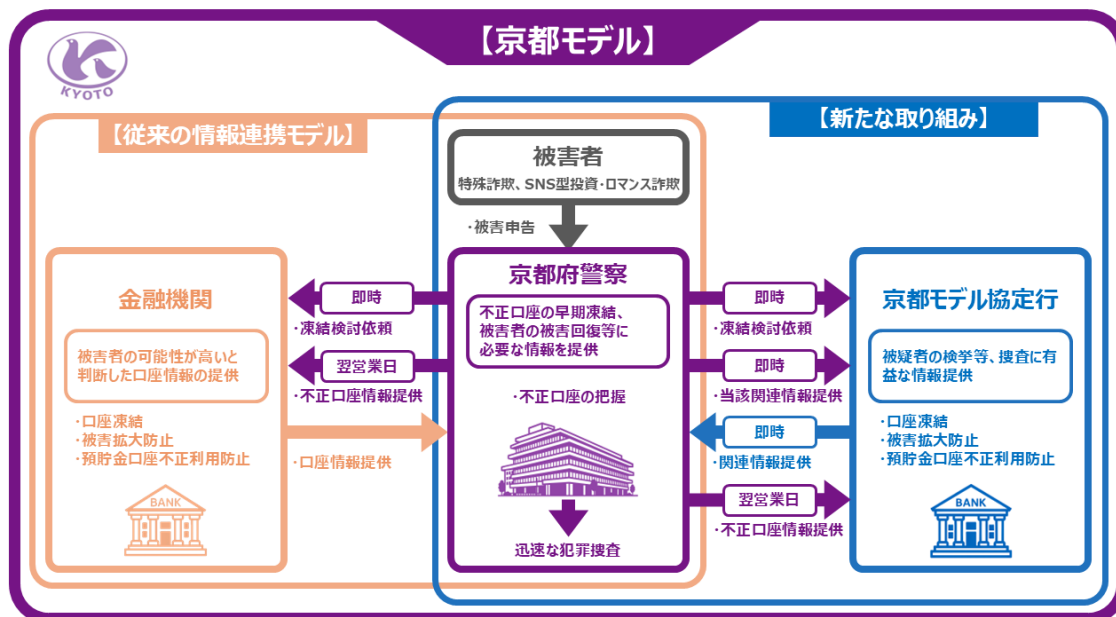 【京都モデル】
KYOTO
【従来の情報連携モデル】
【新たな取り組み】
被害者
特殊詐欺、SNS型投資・ロマンス詐欺
・被害申告
金融機関
被害者の可能性が高いと
判断した口座情報の提供
・口座凍結
・被害拡大防止
・預貯金口座不正利用防止
BANK
即時
・凍結検討依頼
翌営業日
・不正口座情報提供
・口座情報提供
京都府警察
不正口座の早期凍結、
被害者の被害回復等に
必要な情報を提供
・不正口座の把握
迅速な犯罪捜査
即時
・凍結検討依頼
即時
・当該関連情報提供
即時
・関連情報提供
翌営業日
・不正口座情報提供
京都モデル協定行
被疑者の検挙等、捜査に有
益な情報提供
・口座凍結
・被害拡大防止
・預貯金口座不正利用防止
BANK